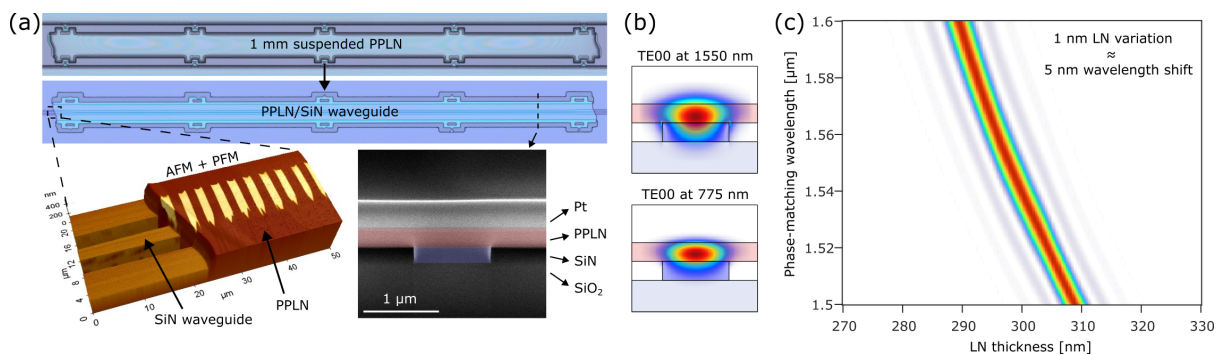 (a)
1 mm suspended PPLN
PPLN/SiN waveguide
AFM + PFM
nm
400
200
0
16
12
8
4
0
μm
0
10
20
30
40
50
μm
SiN waveguide
PPLN
Pt
PPLN
SiN
SiO₂
1 μm
(b)
TE00 at 1550 nm
TE00 at 775 nm
(c)
1 nm LN variation
≈
5 nm wavelength shift
Phase-matching wavelength [μm]
1.6
1.58
1.56
1.54
1.52
1.5
270
280
290
300
310
320
330
LN thickness [nm]